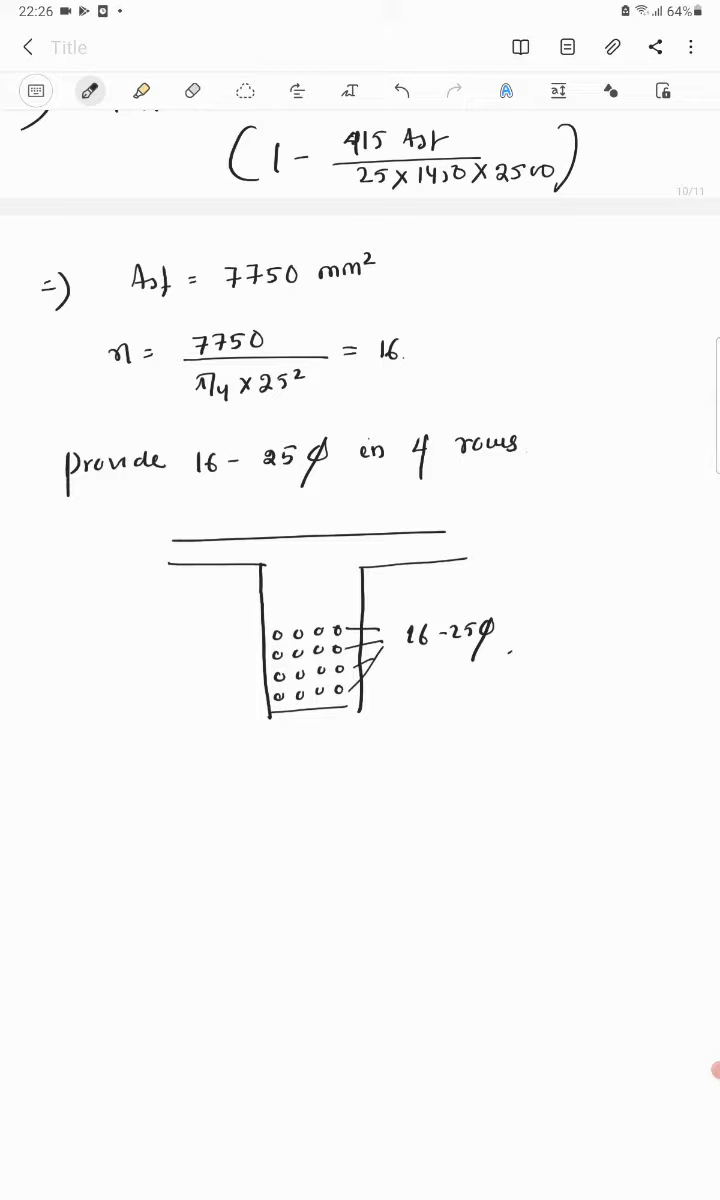 22:26 64%
Title
(1 - 415 Ast / 25 × 1430 × 2500)
10/11
=) Ast = 7750 mm²
n = 7750 / π/4 × 25² = 16.
provide 16 - 25φ in 4 rows
16 - 25φ.